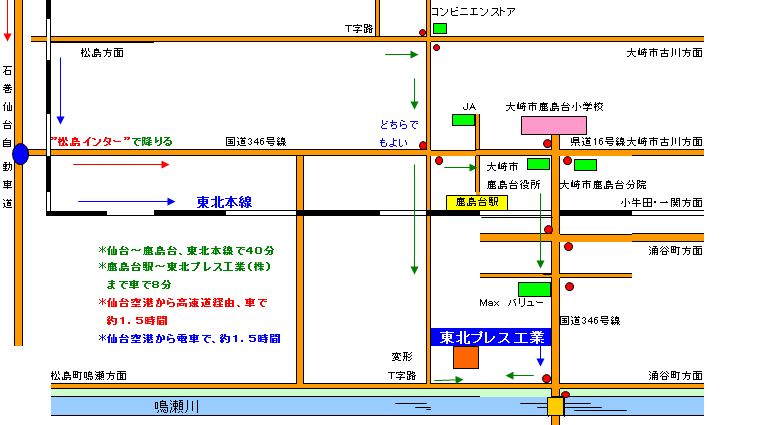 コンビニエンストア
T字路
松島方面
大崎市古川方面
石巻仙台自動車道
JA
大崎市鹿島台小学校
どちらで
もよい
"松島インター"で降りる
国道346号線
県道16号線大崎市古川方面
大崎市
鹿島台役所
大崎市鹿島台分院
東北本線
鹿島台駅
小牛田・一関方面
*仙台～鹿島台、東北本線で40分
*鹿島台駅～東北プレス工業(株)
まで車で8分
*仙台空港から高速道経由、車で
約1.5時間
*仙台空港から電車で、約1.5時間
涌谷町方面
Max バリュー
国道346号線
東北プレス工業
変形
T字路
松島町鳴瀬方面
涌谷町方面
鳴瀬川